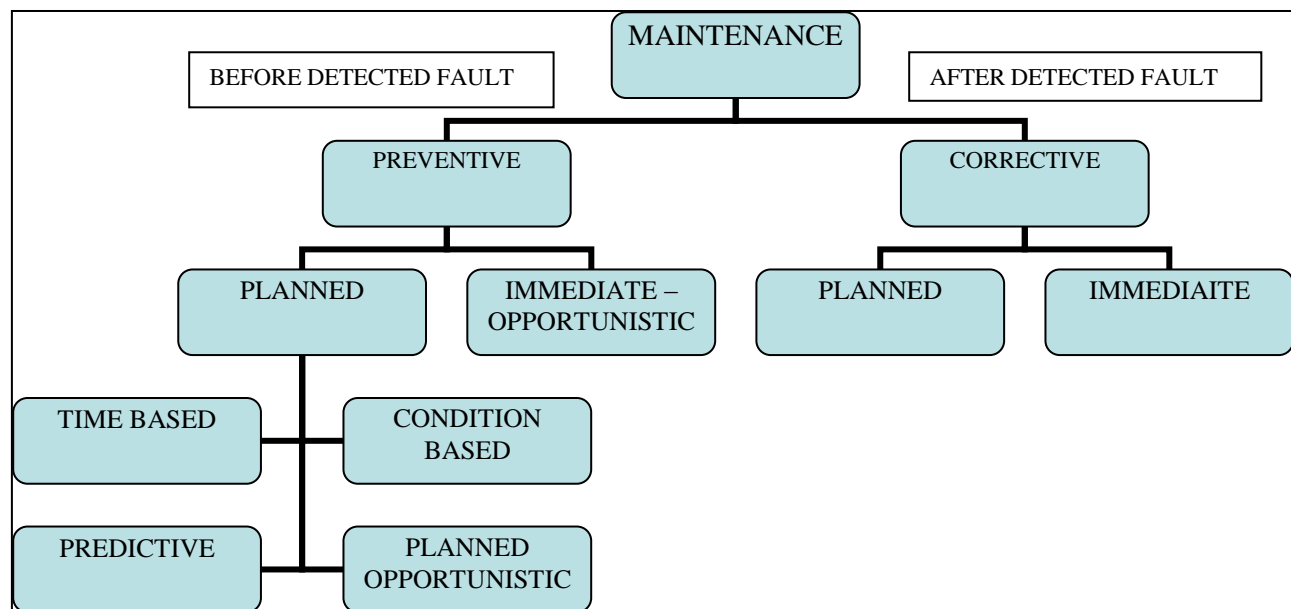 MAINTENANCE
BEFORE DETECTED FAULT
AFTER DETECTED FAULT
PREVENTIVE
CORRECTIVE
PLANNED
IMMEDIATE –
OPPORTUNISTIC
PLANNED
IMMEDIAITE
TIME BASED
CONDITION
BASED
PREDICTIVE
PLANNED
OPPORTUNISTIC